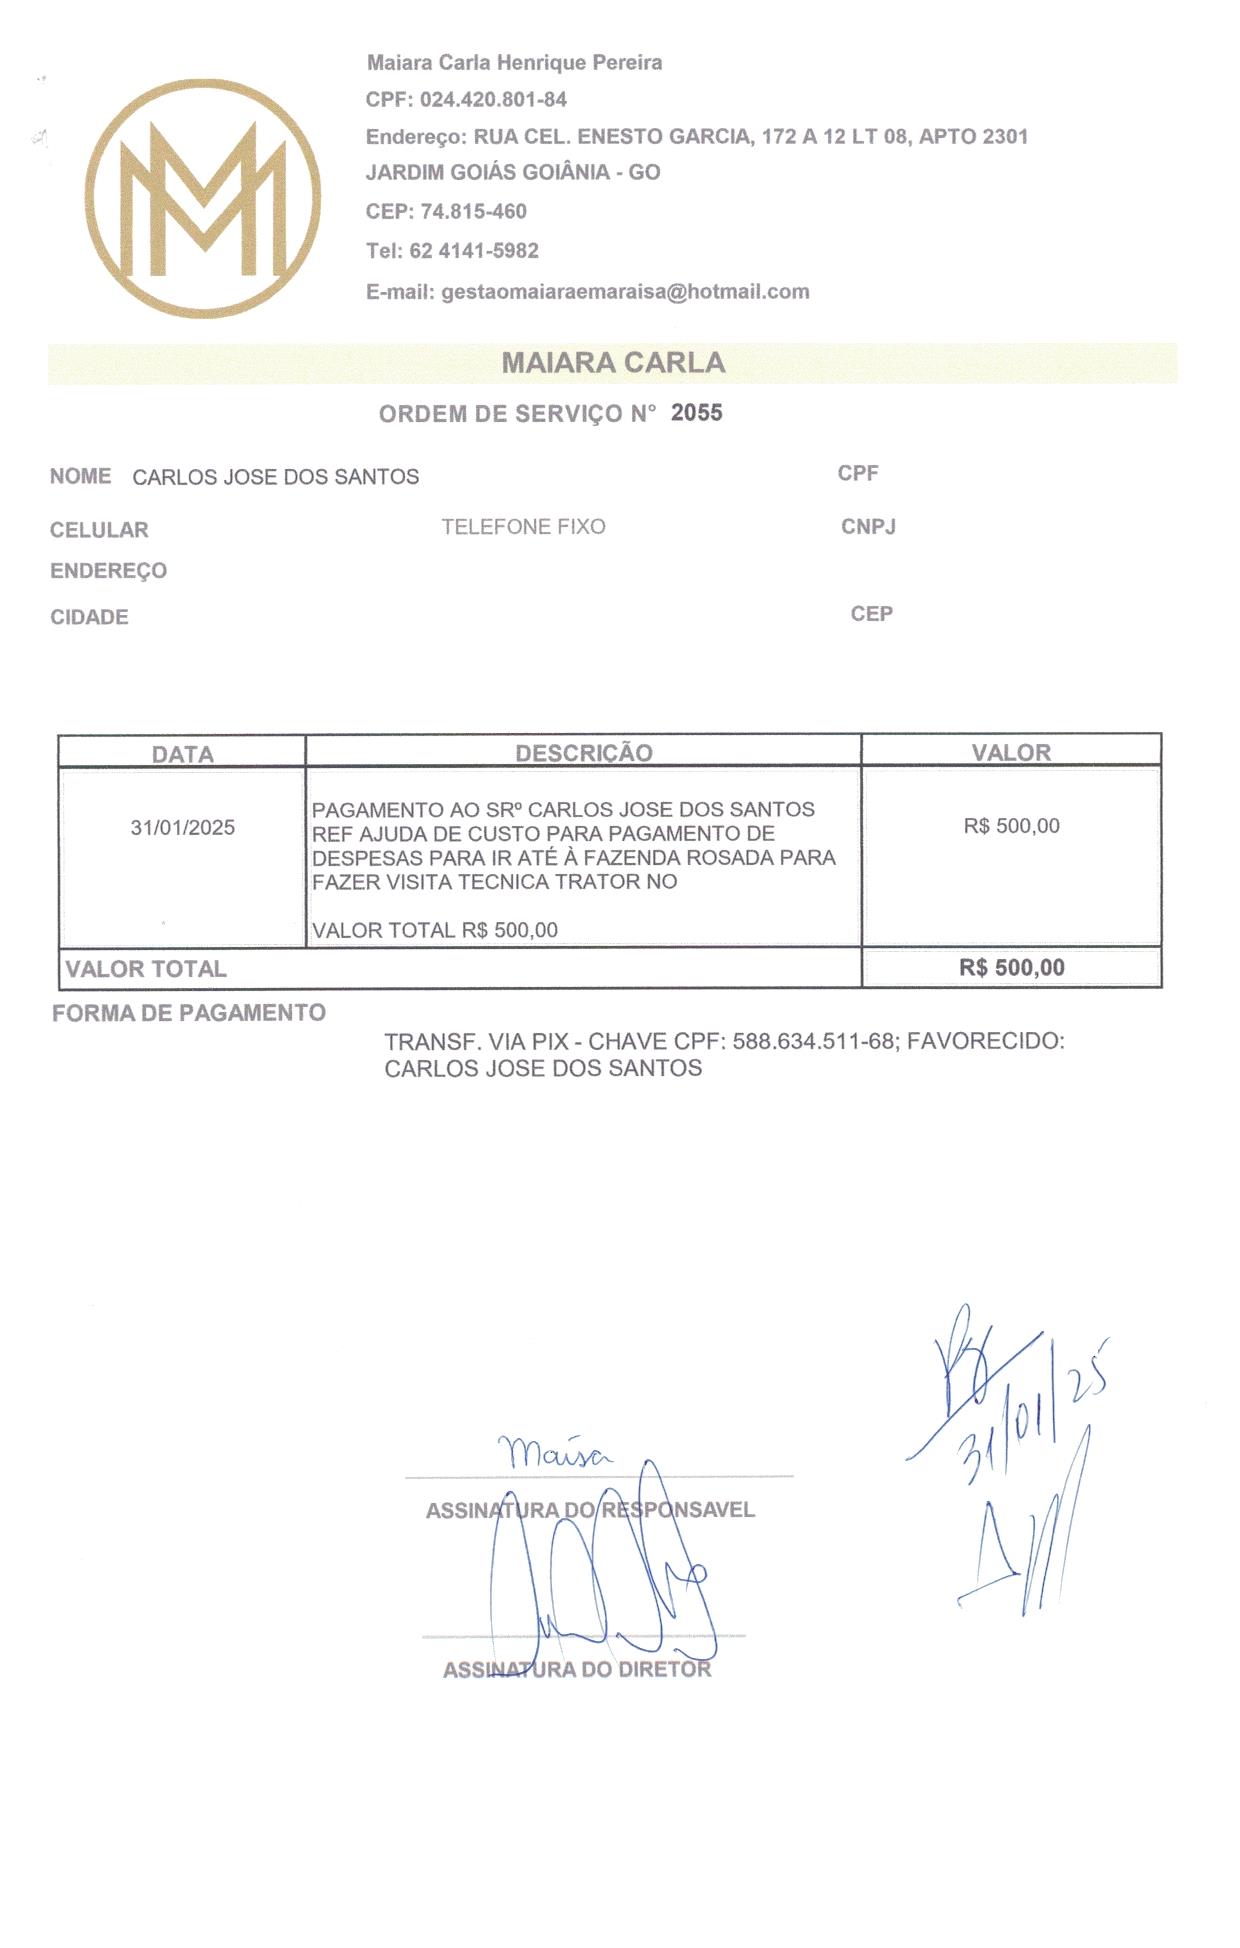 Maiara Carla Henrique Pereira
CPF: 024.420.801-84
Endereço: RUA CEL. ENESTO GARCIA, 172 A 12 LT 08, APTO 2301
JARDIM GOIÁS GOIÂNIA - GO
CEP: 74.815-460
Tel: 62 4141-5982
E-mail: gestaomaiaraemaraisa@hotmail.com
MAIARA CARLA
ORDEM DE SERVIÇO N° 2055
NOME CARLOS JOSE DOS SANTOS CPF
CELULAR TELEFONE FIXO CNPJ
ENDEREÇO
CIDADE CEP
DATA DESCRIÇÃO VALOR
31/01/2025 PAGAMENTO AO SRº CARLOS JOSE DOS SANTOS R$ 500,00
REF AJUDA DE CUSTO PARA PAGAMENTO DE
DESPESAS PARA IR ATÉ À FAZENDA ROSADA PARA
FAZER VISITA TECNICA TRATOR NO
VALOR TOTAL R$ 500,00
VALOR TOTAL R$ 500,00
FORMA DE PAGAMENTO
TRANSF. VIA PIX - CHAVE CPF: 588.634.511-68; FAVORECIDO:
CARLOS JOSE DOS SANTOS
31/01/25
Maísa
ASSINATURA DO RESPONSAVEL
ASSINATURA DO DIRETOR